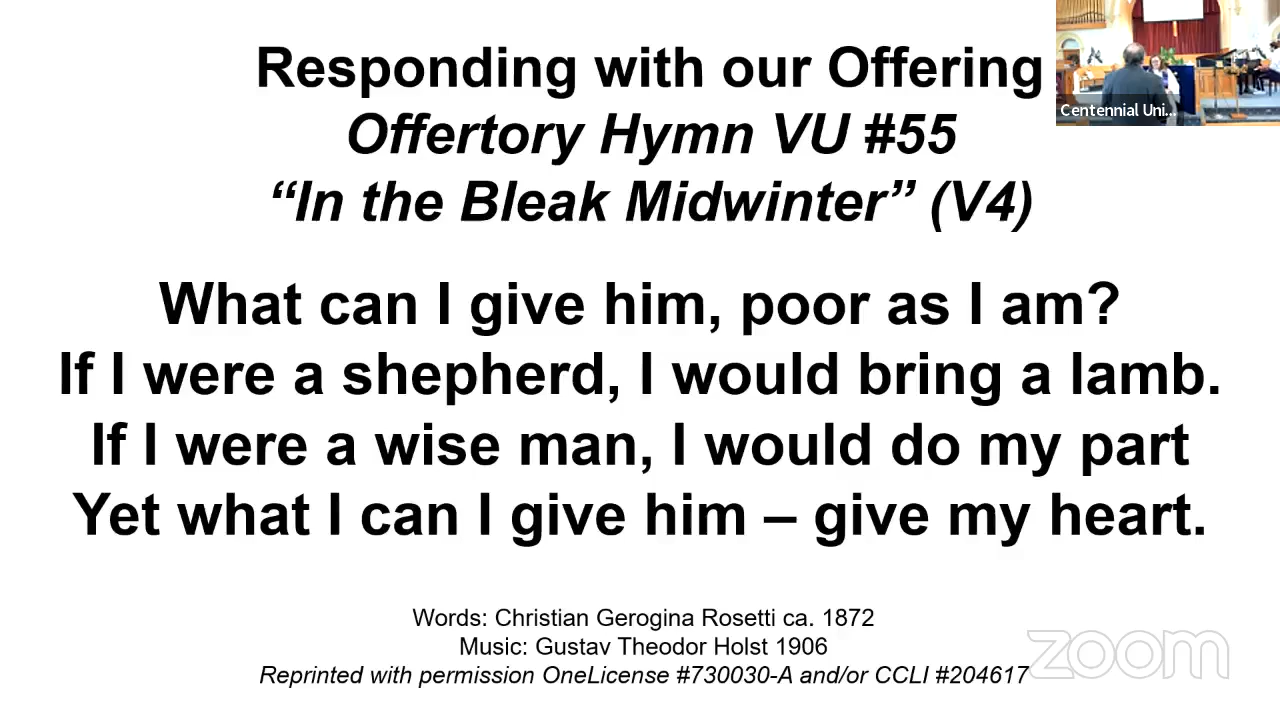 Responding with our Offering
Offertory Hymn VU #55
“In the Bleak Midwinter” (V4)
What can I give him, poor as I am?
If I were a shepherd, I would bring a lamb.
If I were a wise man, I would do my part
Yet what I can I give him – give my heart.
Words: Christian Gerogina Rosetti ca. 1872
Music: Gustav Theodor Holst 1906
Reprinted with permission OneLicense #730030-A and/or CCLI #204617
Centennial Uni...
zoom